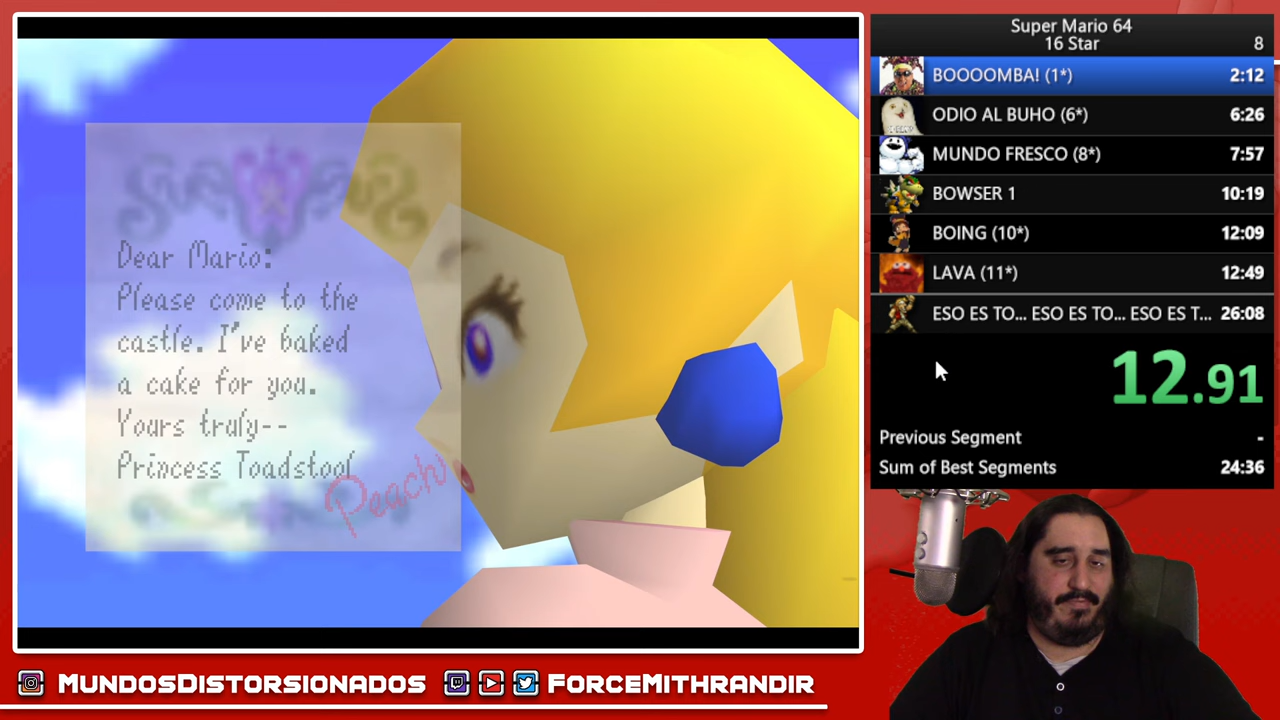 Dear Mario:
Please come to the
castle. I've baked
a cake for you.
Yours truly--
Princess Toadstool
Peach
Super Mario 64
16 Star 8
BOOOOMBA! (1*) 2:12
ODIO AL BUHO (6*) 6:26
MUNDO FRESCO (8*) 7:57
BOWSER 1 10:19
BOING (10*) 12:09
LAVA (11*) 12:49
ESO ES TO... ESO ES TO... ESO ES T... 26:08
12.91
Previous Segment -
Sum of Best Segments 24:36
MUNDOSDISTORSIONADOS FORCEMITHRANDIR